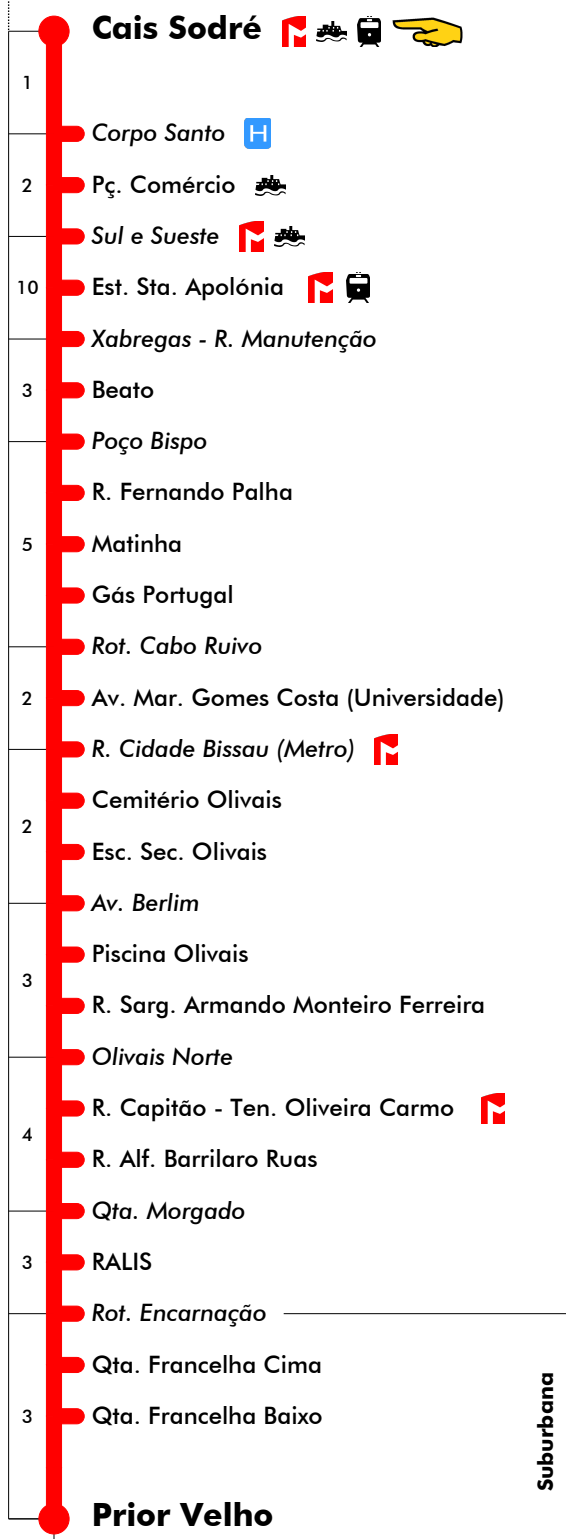 Cais Sodré
1
Corpo Santo H
2 Pç. Comércio
Sul e Sueste
10 Est. Sta. Apolónia
Xabregas - R. Manutenção
3 Beato
Poço Bispo
R. Fernando Palha
5 Matinha
Gás Portugal
Rot. Cabo Ruivo
2 Av. Mar. Gomes Costa (Universidade)
R. Cidade Bissau (Metro)
Cemitério Olivais
2
Esc. Sec. Olivais
Av. Berlim
Piscina Olivais
3
R. Sarg. Armando Monteiro Ferreira
Olivais Norte
R. Capitão - Ten. Oliveira Carmo
4
R. Alf. Barrilaro Ruas
Qta. Morgado
3 RALIS
Rot. Encarnação
Qta. Francelha Cima
3 Qta. Francelha Baixo
Suburbana
Prior Velho